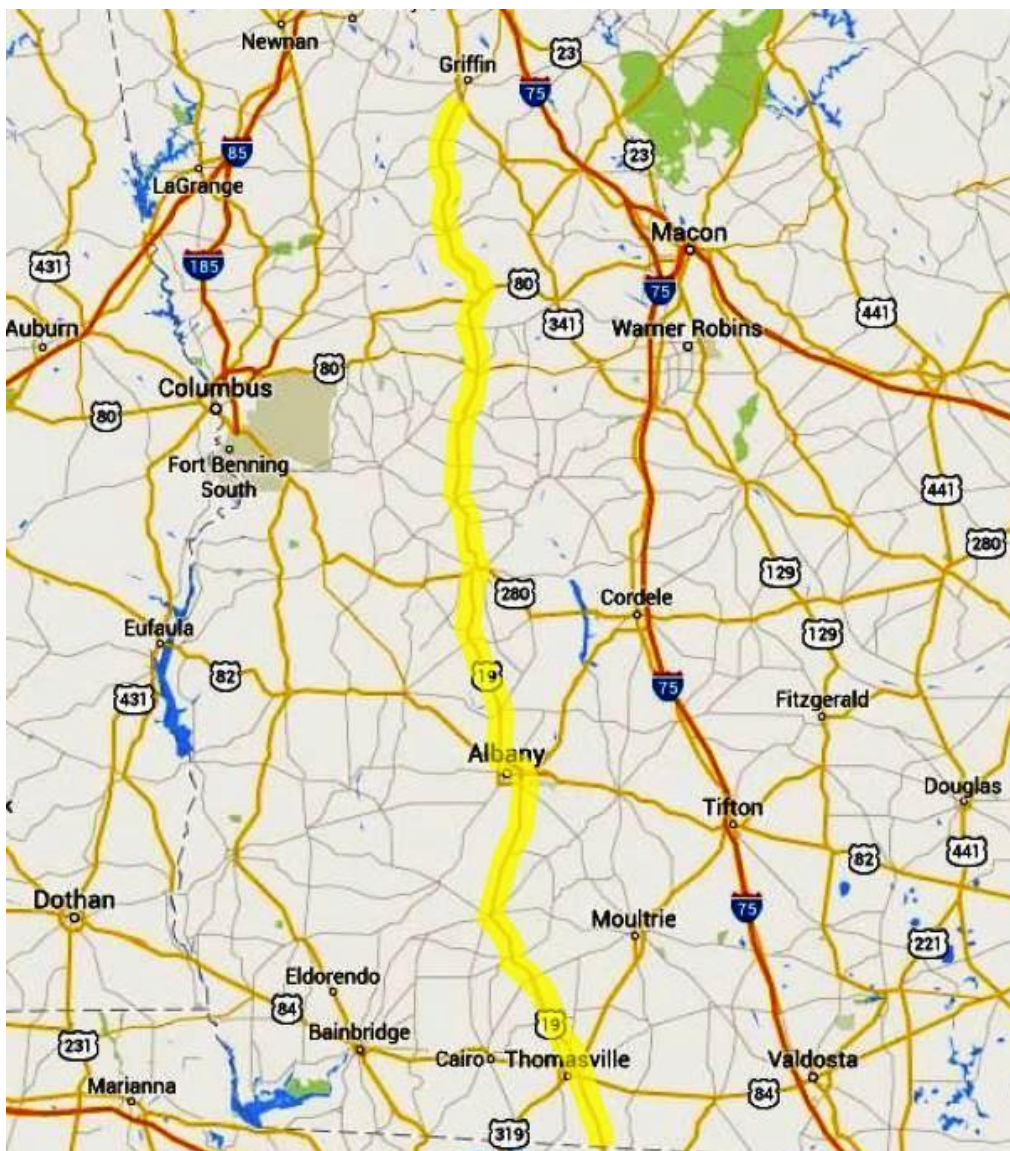 Newnan
Griffin
23
75
85
23
LaGrange
Macon
431
185
80
75
441
341
Auburn
Warner Robins
80
Columbus
80
Fort Benning
South
441
280
129
280
Cordele
Eufaula
129
82
19
75
431
Fitzgerald
Albany
Douglas
Tifton
441
82
Dothan
75
Moultrie
221
Eldorendo
84
19
231
Bainbridge
Cairo
Thomasville
Valdosta
Marianna
84
319